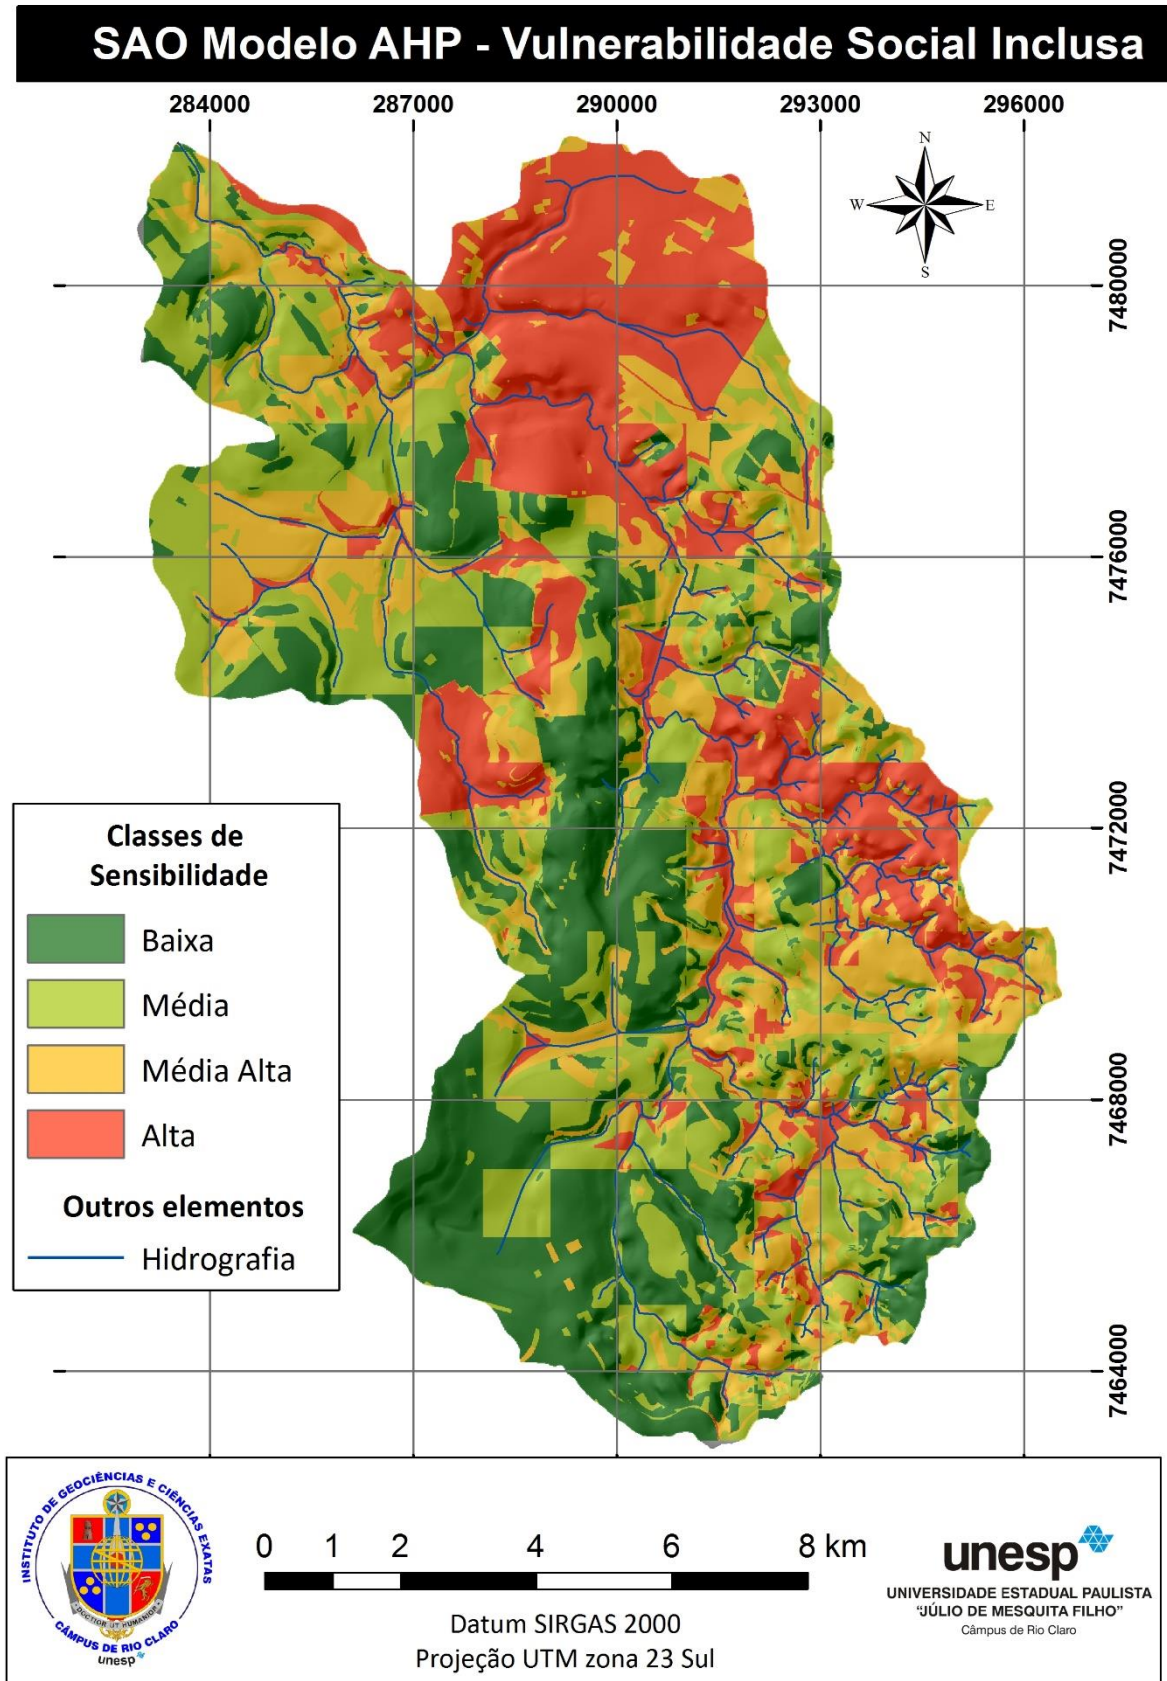 SAO Modelo AHP - Vulnerabilidade Social Inclusa
284000 287000 290000 293000 296000
N
W E
S
7480000
7476000
7472000
7468000
7464000
Classes de
Sensibilidade
Baixa
Média
Média Alta
Alta
Outros elementos
Hidrografia
INSTITUTO DE GEOCIÊNCIAS E CIÊNCIAS EXATAS
DUCTIOR UT HUMANIOR
CÂMPUS DE RIO CLARO
unesp
0 1 2 4 6 8 km
Datum SIRGAS 2000
Projeção UTM zona 23 Sul
unesp
UNIVERSIDADE ESTADUAL PAULISTA
"JÚLIO DE MESQUITA FILHO"
Câmpus de Rio Claro